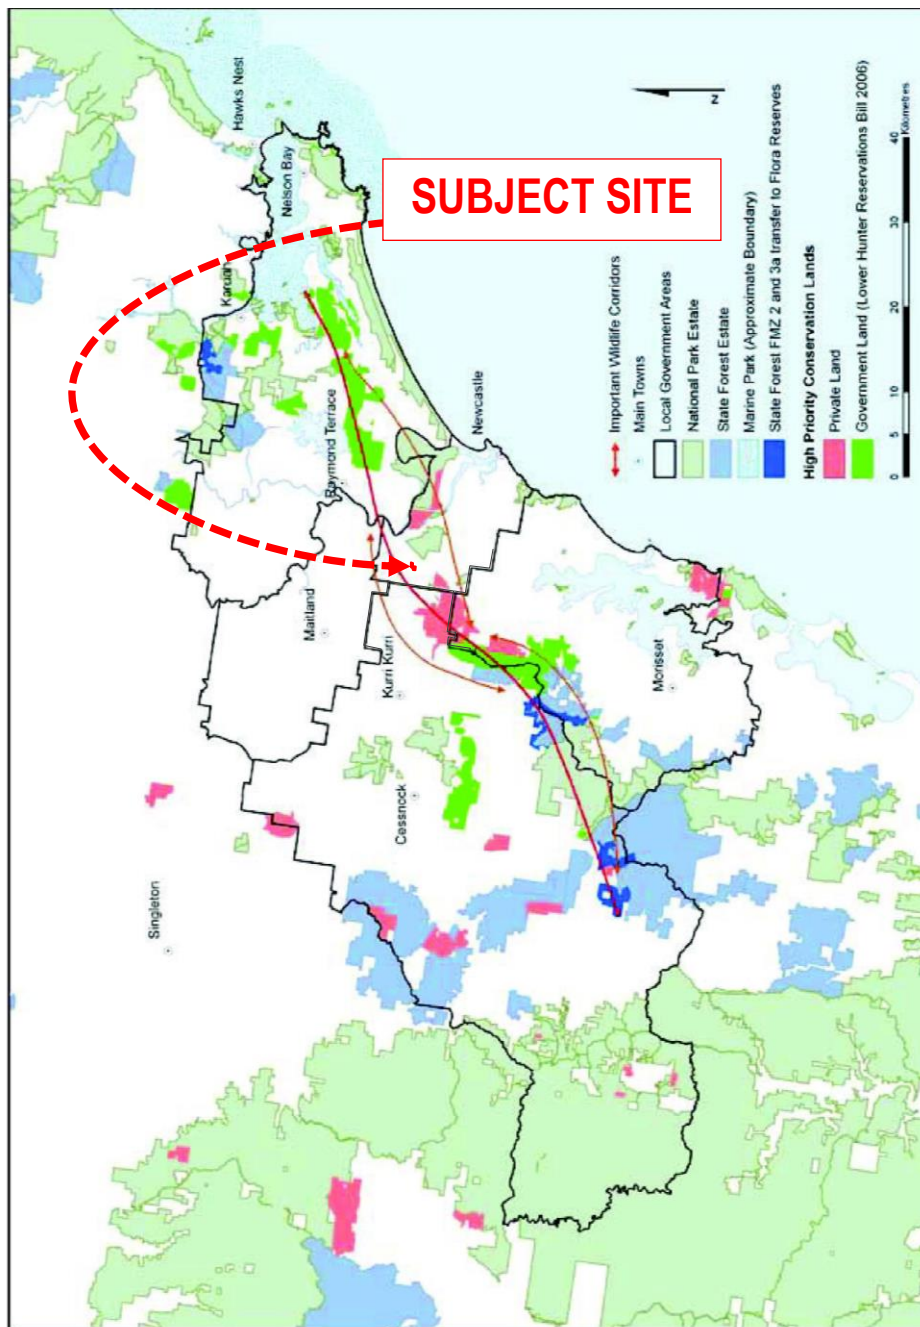 SUBJECT SITE
Hawks Nest
Nelson Bay
Karuah
Raymond Terrace
Newcastle
Maitland
Kurri Kurri
Cessnock
Singleton
Morisset
N
Important Wildlife Corridors
Main Towns
Local Government Areas
National Park Estate
State Forest Estate
Marine Park (Approximate Boundary)
State Forest FMZ 2 and 3a transfer to Flora Reserves
High Priority Conservation Lands
Private Land
Government Land (Lower Hunter Reservations Bill 2006)
0 5 10 20 30 40
Kilometres